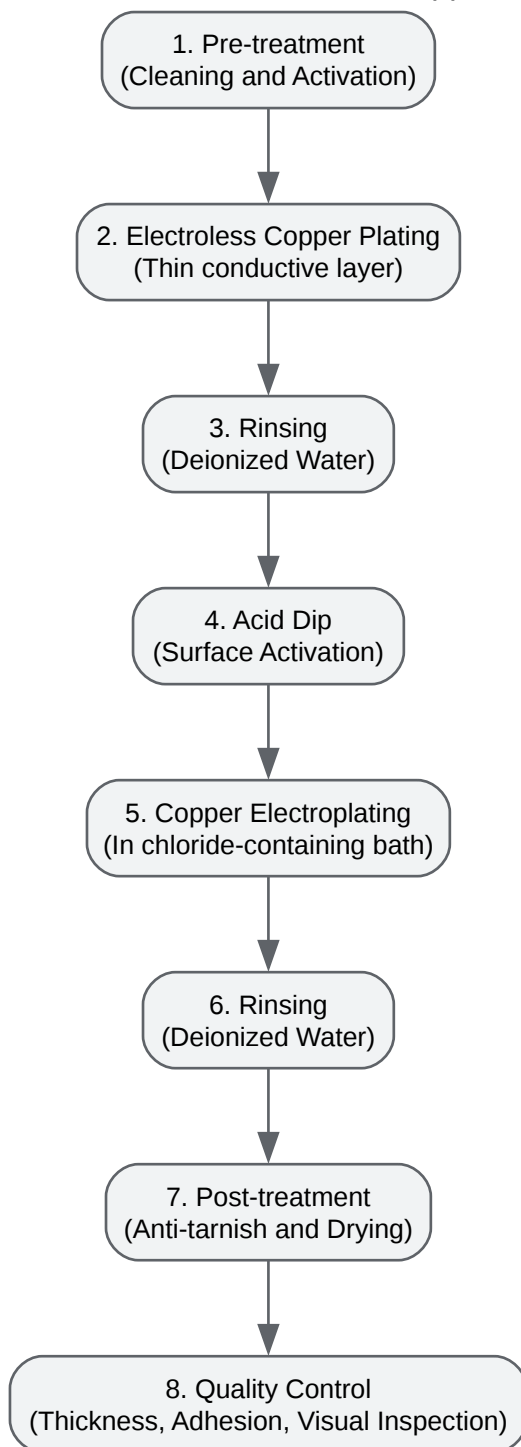 1. Pre-treatment
(Cleaning and Activation)
2. Electroless Copper Plating
(Thin conductive layer)
3. Rinsing
(Deionized Water)
4. Acid Dip
(Surface Activation)
5. Copper Electroplating
(In chloride-containing bath)
6. Rinsing
(Deionized Water)
7. Post-treatment
(Anti-tarnish and Drying)
8. Quality Control
(Thickness, Adhesion, Visual Inspection)